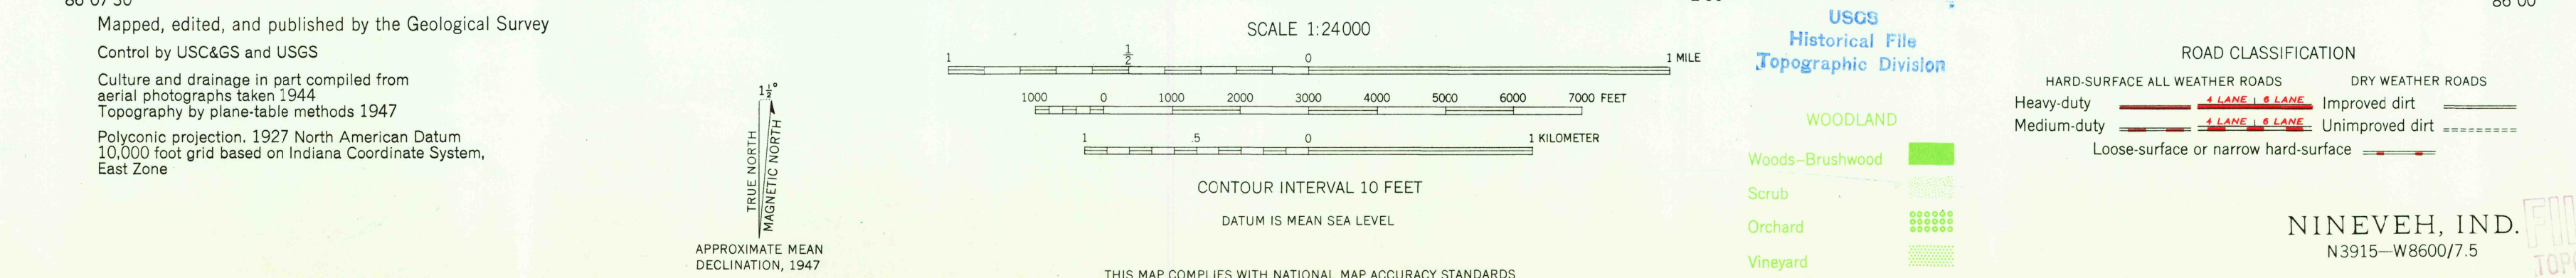 Mapped, edited, and published by the Geological Survey
Control by USC&GS and USGS
Culture and drainage in part compiled from
aerial photographs taken 1944
Topography by plane-table methods 1947
Polyconic projection. 1927 North American Datum
10,000 foot grid based on Indiana Coordinate System,
East Zone
1½°
TRUE NORTH
MAGNETIC NORTH
APPROXIMATE MEAN
DECLINATION, 1947
SCALE 1:24000
1 ½ 0 1 MILE
1000 0 1000 2000 3000 4000 5000 6000 7000 FEET
1 .5 0 1 KILOMETER
CONTOUR INTERVAL 10 FEET
DATUM IS MEAN SEA LEVEL
THIS MAP COMPLIES WITH NATIONAL MAP ACCURACY STANDARDS
USGS
Historical File
Topographic Division
WOODLAND
Woods–Brushwood
Scrub
Orchard
Vineyard
86°00'
ROAD CLASSIFICATION
HARD-SURFACE ALL WEATHER ROADS DRY WEATHER ROADS
Heavy-duty 4 LANE 6 LANE Improved dirt
Medium-duty 4 LANE 6 LANE Unimproved dirt
Loose-surface or narrow hard-surface
NINEVEH, IND.
N3915—W8600/7.5